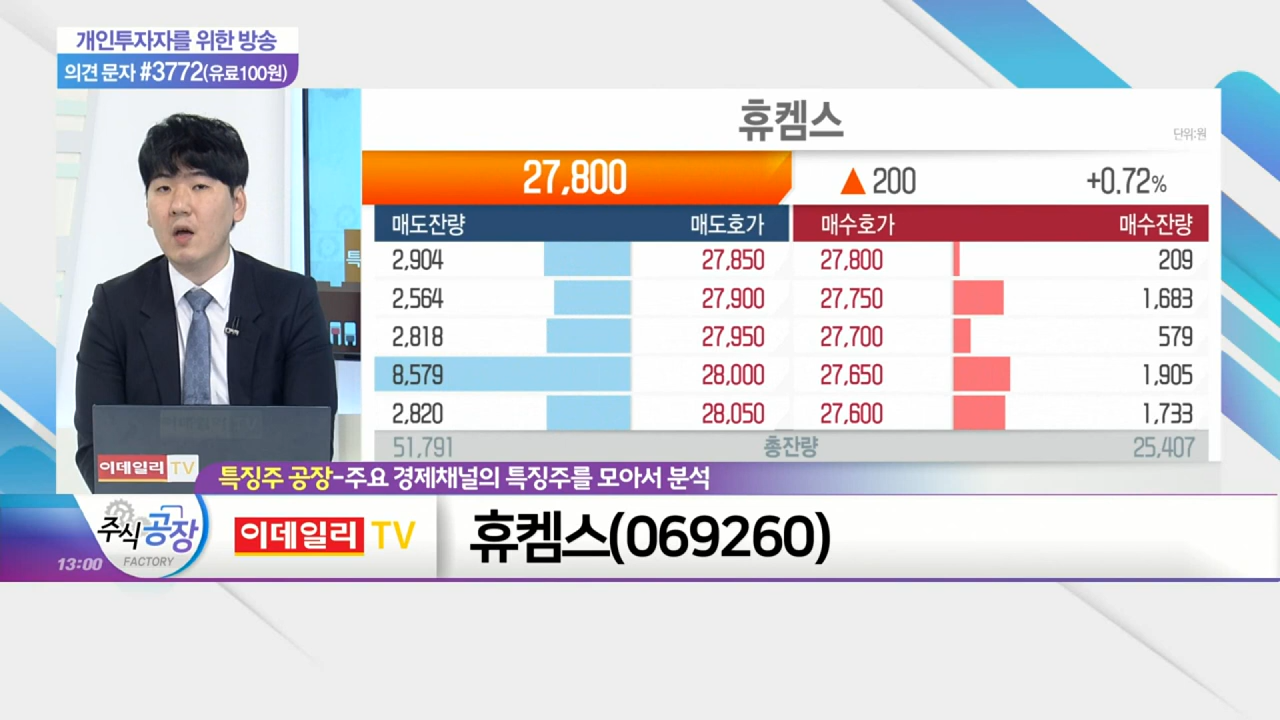 개인투자자를 위한 방송
의견 문자 #3772(유료100원)
휴켐스
단위:원
27,800 ▲ 200 +0.72%
매도잔량 매도호가 매수호가 매수잔량
2,904 27,850 27,800 209
2,564 27,900 27,750 1,683
2,818 27,950 27,700 579
8,579 28,000 27,650 1,905
2,820 28,050 27,600 1,733
51,791 총잔량 25,407
특
이데일리 TV
특징주 공장-주요 경제채널의 특징주를 모아서 분석
주식공장
FACTORY
13:00
이데일리 TV
휴켐스(069260)